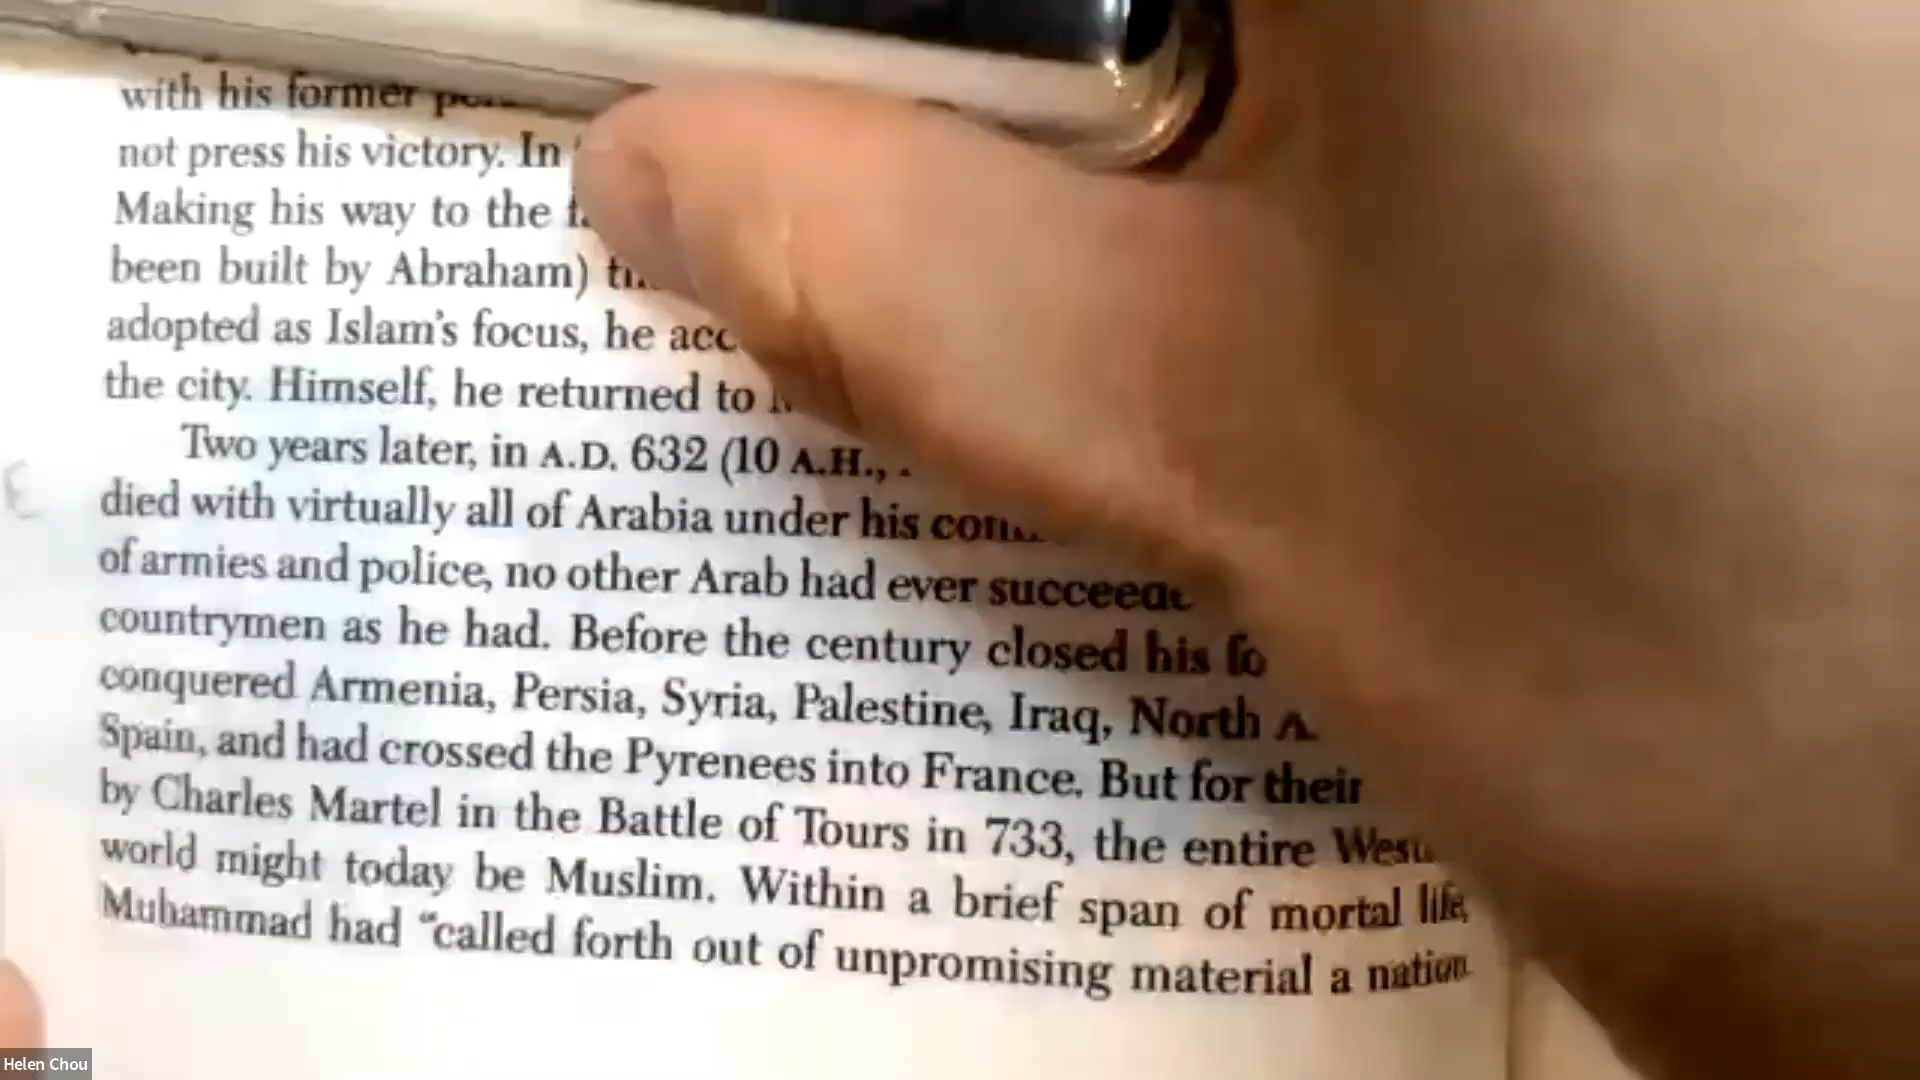 with his former
not press his victory. In
Making his way to the
been built by Abraham)
adopted as Islam's focus, he
the city. Himself, he returned to
Two years later, in A.D. 632 (10 A.H.,
died with virtually all of Arabia under his
of armies and police, no other Arab had ever
countrymen as he had. Before the century closed his
conquered Armenia, Persia, Syria, Palestine, Iraq, North
Spain, and had crossed the Pyrenees into France. But for their
by Charles Martel in the Battle of Tours in 733, the entire
world might today be Muslim. Within a brief span of mortal life,
Muhammad had “called forth out of unpromising material a nation
Helen Chou